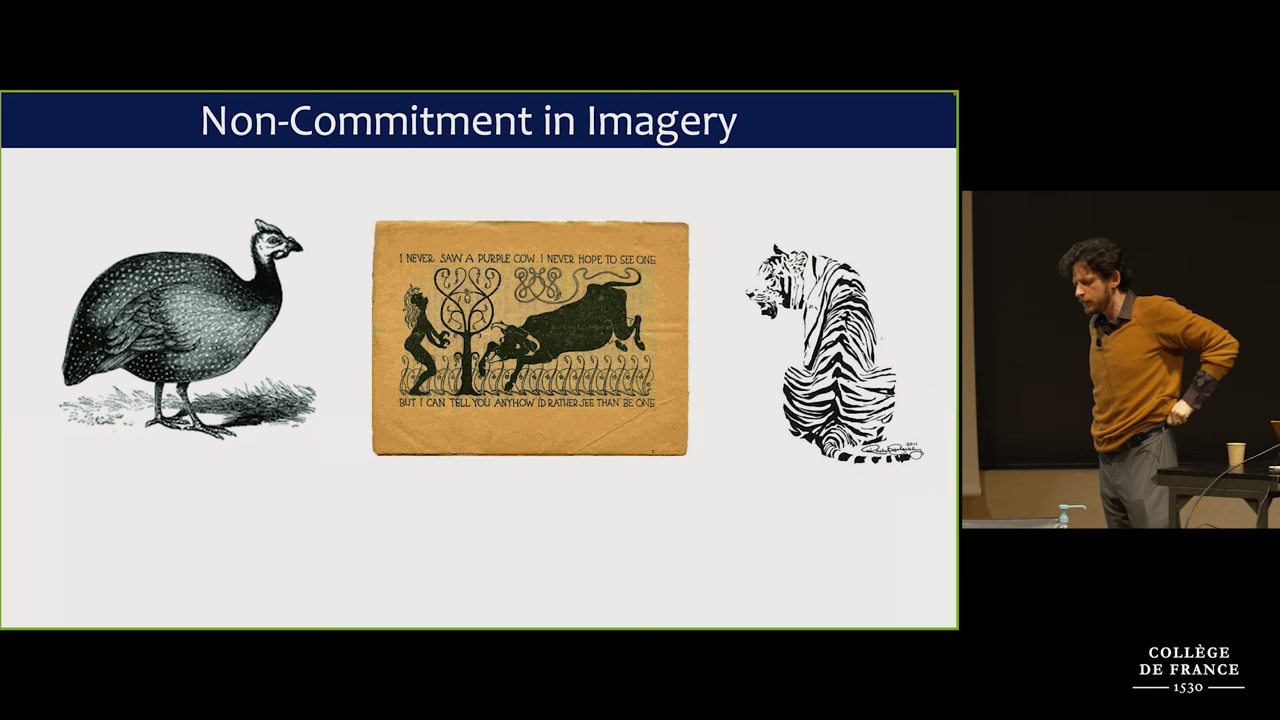 Non-Commitment in Imagery
I NEVER SAW A PURPLE COW. I NEVER HOPE TO SEE ONE
BUT I CAN TELL YOU ANYHOW I'D RATHER SEE THAN BE ONE
2011
COLLÈGE
DE FRANCE
1530